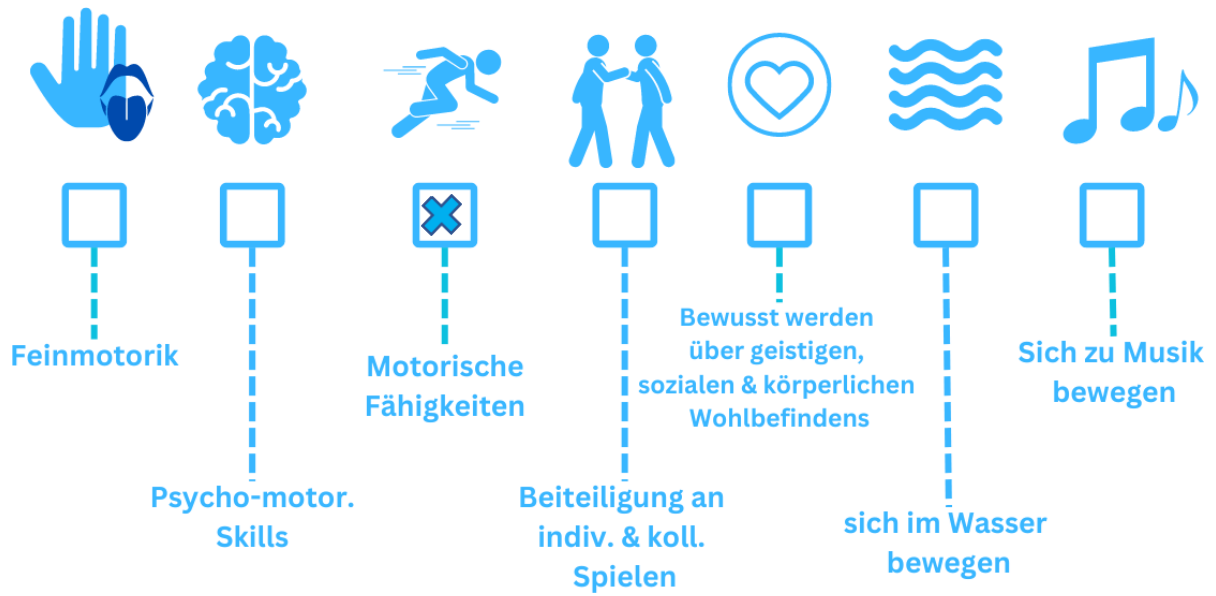 Feinmotorik
Psycho-motor.
Skills
Motorische
Fähigkeiten
Beiteiligung an
indiv. & koll.
Spielen
Bewusst werden
über geistigen,
sozialen & körperlichen
Wohlbefindens
sich im Wasser
bewegen
Sich zu Musik
bewegen